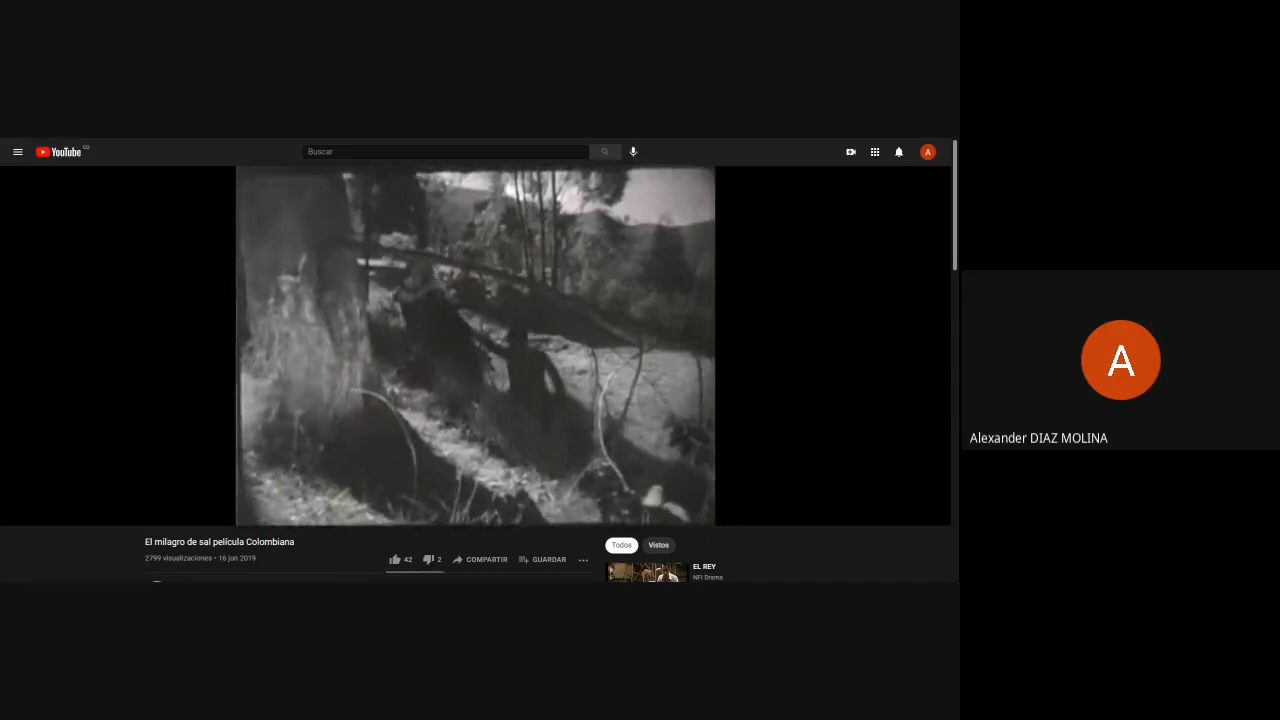 YouTube CO
Buscar
A
A
Alexander DIAZ MOLINA
El milagro de sal película Colombiana
2799 visualizaciones • 16 jun 2019
42 2 COMPARTIR GUARDAR
Todos Vistos
EL REY
NFI Drama